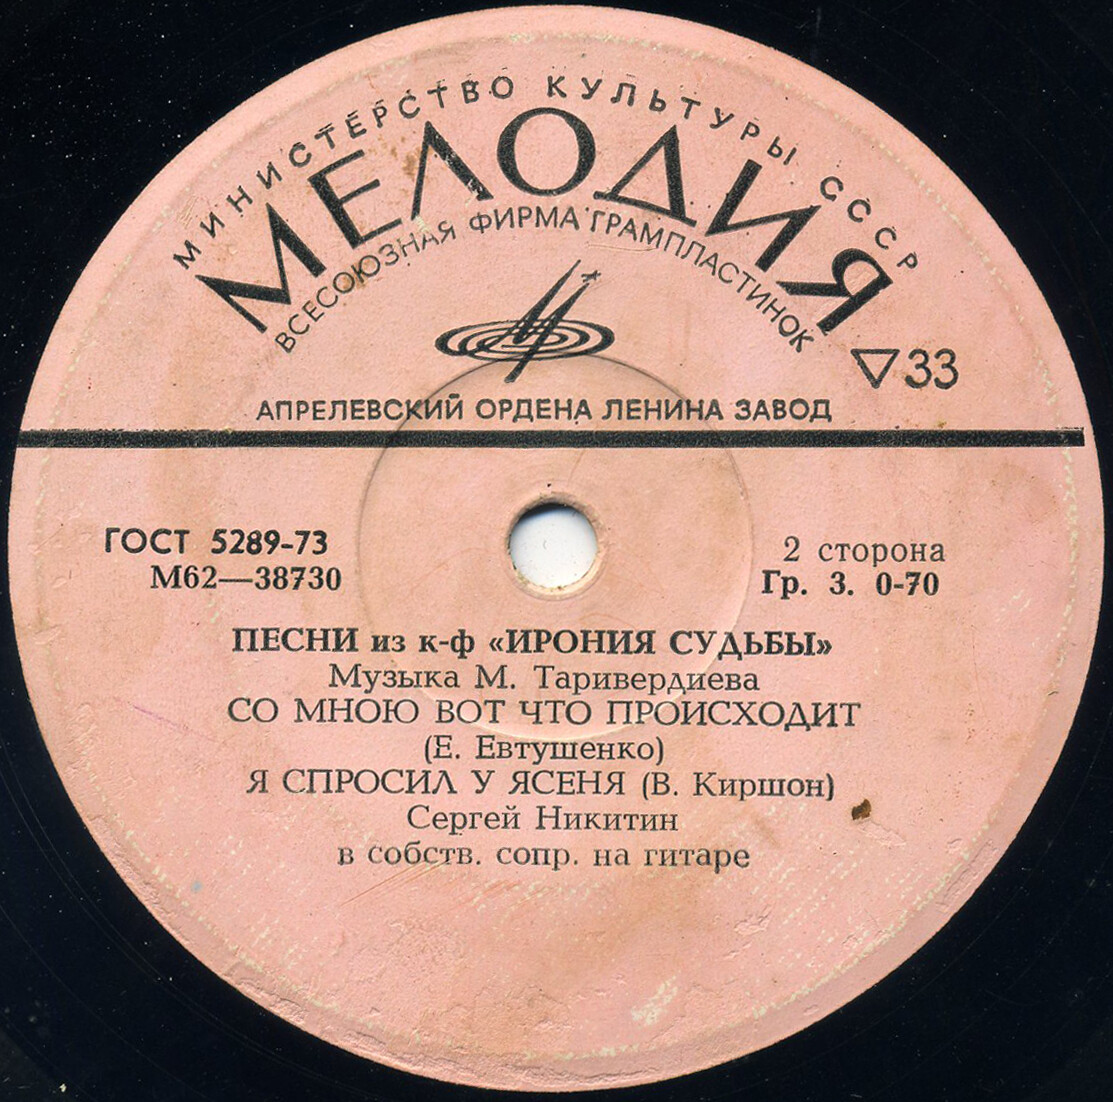 МИНИСТЕРСТВО КУЛЬТУРЫ СССР
МЕЛОДИЯ
ВСЕСОЮЗНАЯ ФИРМА ГРАМПЛАСТИНОК
33
АПРЕЛЕВСКИЙ ОРДЕНА ЛЕНИНА ЗАВОД
ГОСТ 5289-73
М62—38730
2 сторона
Гр. 3. 0-70
ПЕСНИ из к-ф «ИРОНИЯ СУДЬБЫ»
Музыка М. Таривердиева
СО МНОЮ ВОТ ЧТО ПРОИСХОДИТ
(Е. Евтушенко)
Я СПРОСИЛ У ЯСЕНЯ (В. Киршон)
Сергей Никитин
в собств. сопр. на гитаре